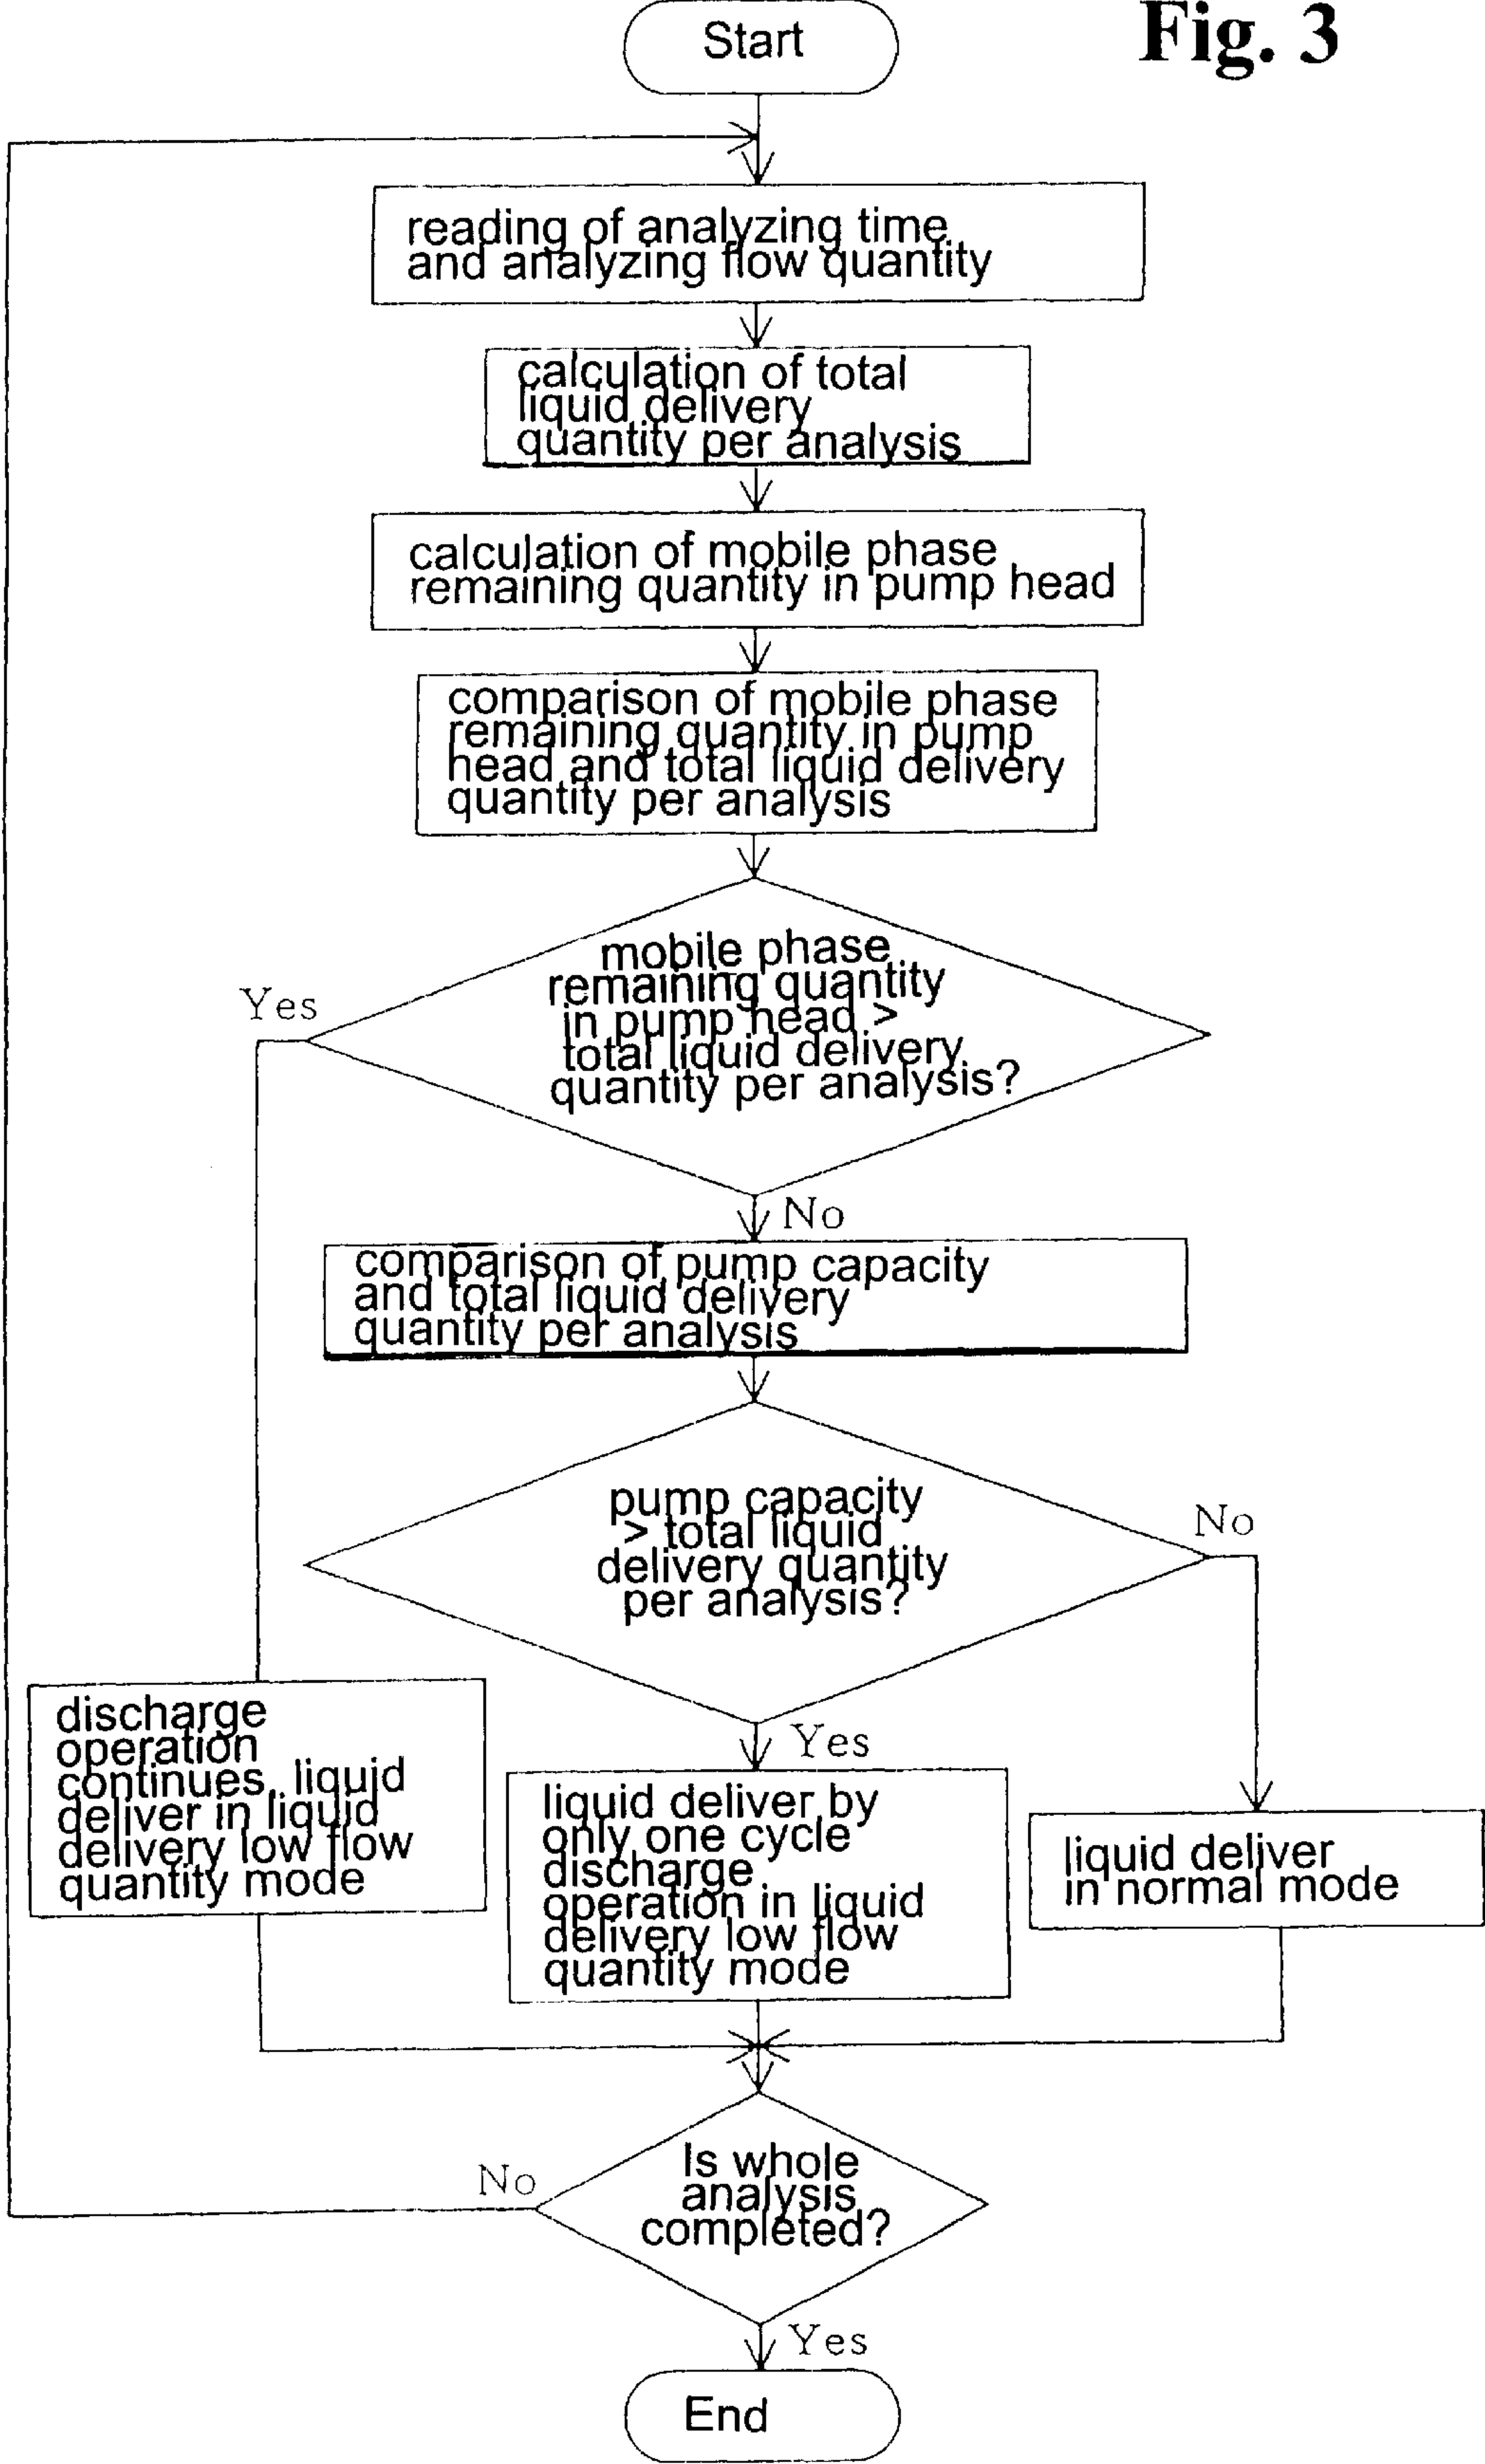 Fig. 3
Start
reading of analyzing time
and analyzing flow quantity
calculation of total
liquid delivery
quantity per analysis
calculation of mobile phase
remaining quantity in pump head
comparison of mobile phase
remaining quantity in pump
head and total liquid delivery
quantity per analysis
mobile phase
remaining quantity
in pump head >
total liquid delivery
quantity per analysis?
Yes
No
comparison of pump capacity
and total liquid delivery
quantity per analysis
pump capacity
> total liquid
delivery quantity
per analysis?
No
Yes
discharge
operation
continues, liquid
deliver in liquid
delivery low flow
quantity mode
liquid deliver by
only one cycle
discharge
operation in liquid
delivery low flow
quantity mode
liquid deliver
in normal mode
Is whole
analysis
completed?
No
Yes
End